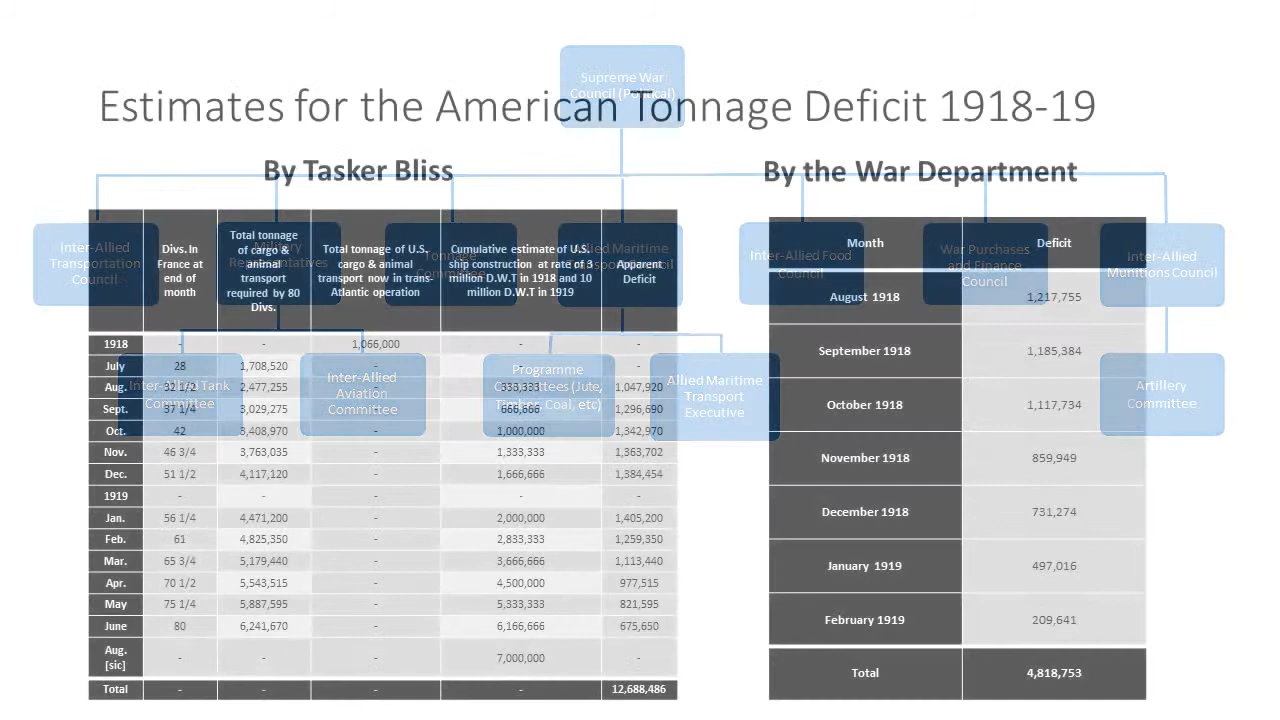 Supreme War
Council (Political)
Estimates for the American Tonnage Deficit 1918-19
By Tasker Bliss
By the War Department
Inter-Allied
Transportation
Council
Military
Representatives
Tonnage
Committee
Allied Maritime
Transport Council
Inter-Allied Food
Council
War Purchases
and Finance
Council
Inter-Allied
Munitions Council
Inter-Allied Tank
Committee
Inter-Allied
Aviation
Committee
Programme
Committees (Jute,
Timber, Coal, etc)
Allied Maritime
Transport
Executive
Artillery
Committee
Divs. In
France at
end of
month
Total tonnage
of cargo &
animal
transport
required by 80
Divs.
Total tonnage of U.S.
cargo & animal
transport now in trans-
Atlantic operation
Cumulative estimate of U.S.
ship construction at rate of 3
million D.W.T in 1918 and 10
million D.W.T in 1919
Apparent
Deficit
1918 - - 1,066,000 - -
July 28 1,708,520 - - -
Aug. 32 1/2 2,477,255 - 333,333 1,047,920
Sept. 37 1/4 3,029,275 - 666,666 1,296,690
Oct. 42 3,408,970 - 1,000,000 1,342,970
Nov. 46 3/4 3,763,035 - 1,333,333 1,363,702
Dec. 51 1/2 4,117,120 - 1,666,666 1,384,454
1919 - - - - -
Jan. 56 1/4 4,471,200 - 2,000,000 1,405,200
Feb. 61 4,825,350 - 2,833,333 1,259,350
Mar. 65 3/4 5,179,440 - 3,666,666 1,113,440
Apr. 70 1/2 5,543,515 - 4,500,000 977,515
May 75 1/4 5,887,595 - 5,333,333 821,595
June 80 6,241,670 - 6,166,666 675,650
Aug.
[sic] - - - 7,000,000 -
Total - - - - 12,688,486
Month Deficit
August 1918 1,217,755
September 1918 1,185,384
October 1918 1,117,734
November 1918 859,949
December 1918 731,274
January 1919 497,016
February 1919 209,641
Total 4,818,753